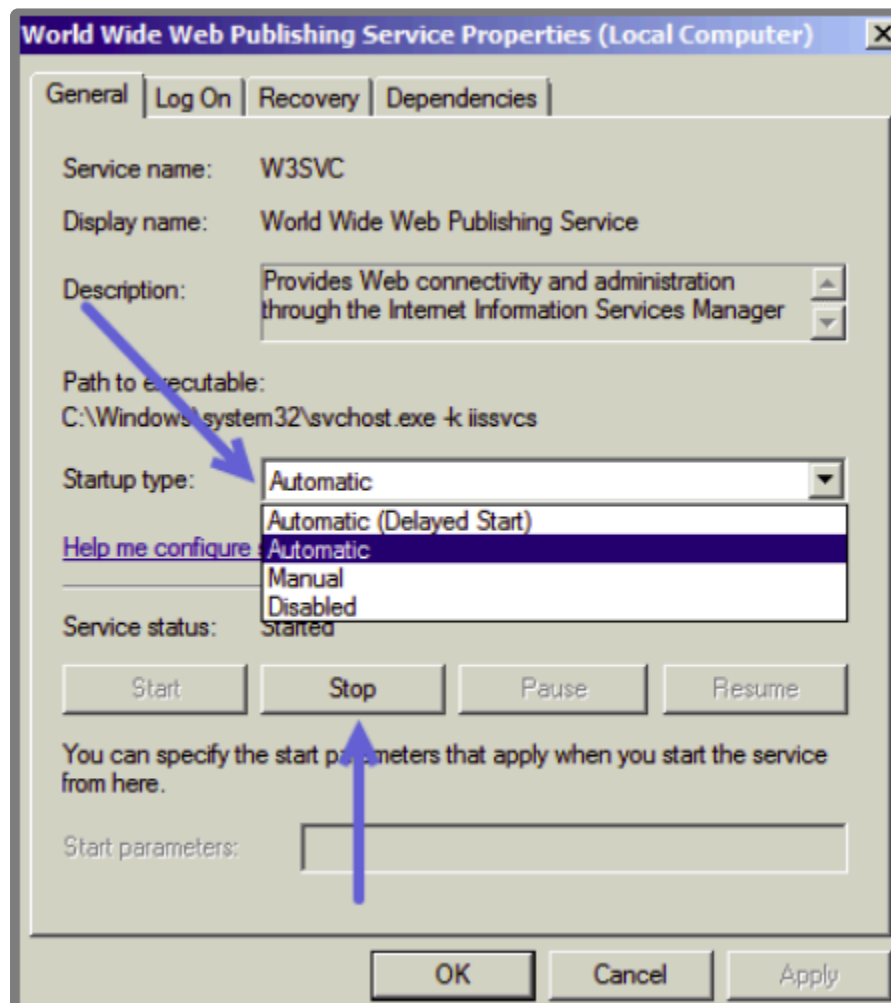 World Wide Web Publishing Service Properties (Local Computer)
General Log On Recovery Dependencies
Service name: W3SVC
Display name: World Wide Web Publishing Service
Description: Provides Web connectivity and administration
through the Internet Information Services Manager
Path to executable:
C:\Windows\system32\svchost.exe -k iissvcs
Startup type: Automatic
Automatic (Delayed Start)
Help me configure Automatic
Manual
Disabled
Service status: Started
Start Stop Pause Resume
You can specify the start parameters that apply when you start the service
from here.
Start parameters:
OK Cancel Apply